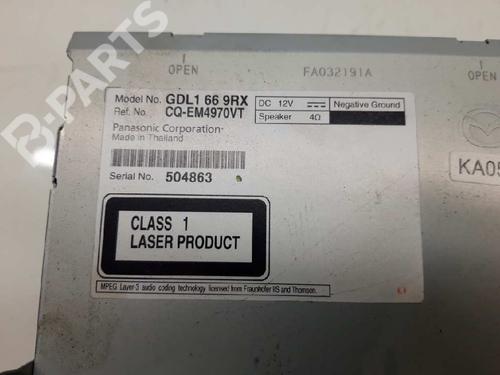 B-PARTS
OPEN
FA032191A
OPEN
Model No. GDL1 66 9RX
Ref. No. CQ-EM4970VT
DC 12V Negative Ground
Speaker 4Ω
Panasonic Corporation
Made in Thailand
KA05
Serial No. 504863
CLASS 1
LASER PRODUCT
MPEG Layer-3 audio coding technology licensed from Fraunhofer IIS and Thomson.